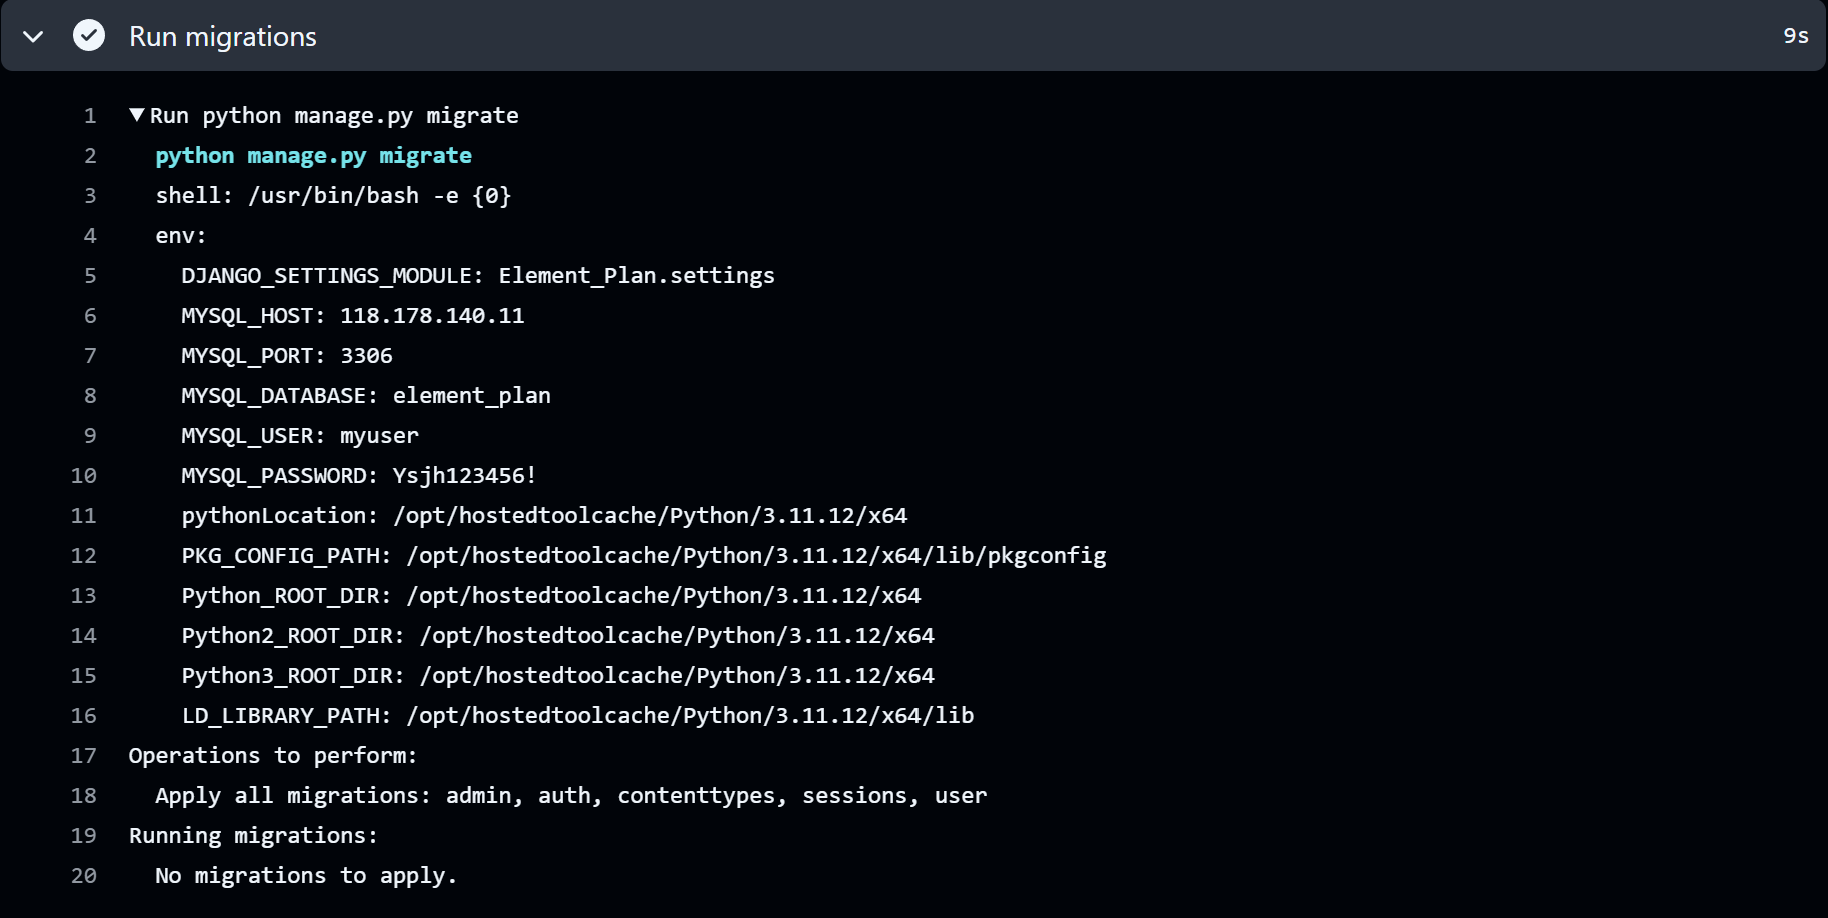 Run migrations 9s
1 ▼Run python manage.py migrate
2 python manage.py migrate
3 shell: /usr/bin/bash -e {0}
4 env:
5 DJANGO_SETTINGS_MODULE: Element_Plan.settings
6 MYSQL_HOST: 118.178.140.11
7 MYSQL_PORT: 3306
8 MYSQL_DATABASE: element_plan
9 MYSQL_USER: myuser
10 MYSQL_PASSWORD: Ysjh123456!
11 pythonLocation: /opt/hostedtoolcache/Python/3.11.12/x64
12 PKG_CONFIG_PATH: /opt/hostedtoolcache/Python/3.11.12/x64/lib/pkgconfig
13 Python_ROOT_DIR: /opt/hostedtoolcache/Python/3.11.12/x64
14 Python2_ROOT_DIR: /opt/hostedtoolcache/Python/3.11.12/x64
15 Python3_ROOT_DIR: /opt/hostedtoolcache/Python/3.11.12/x64
16 LD_LIBRARY_PATH: /opt/hostedtoolcache/Python/3.11.12/x64/lib
17 Operations to perform:
18 Apply all migrations: admin, auth, contenttypes, sessions, user
19 Running migrations:
20 No migrations to apply.